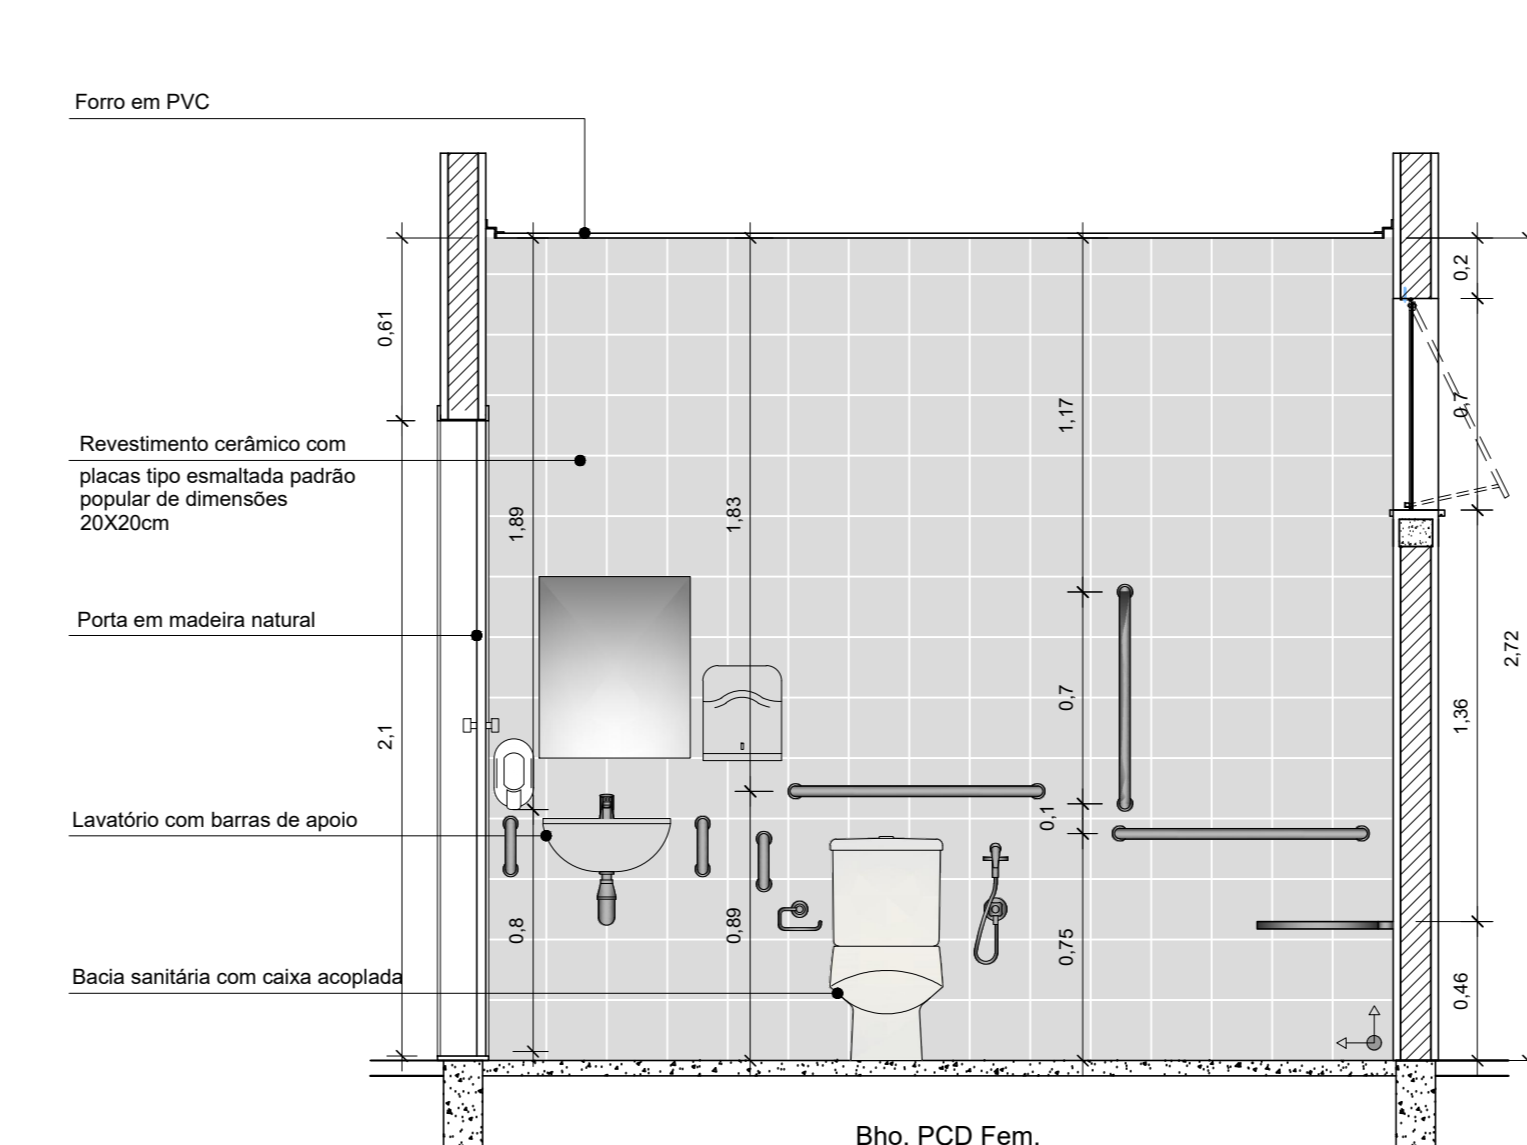 Forro em PVC
0,2
0,61
0,7
1,17
Revestimento cerâmico com
placas tipo esmaltada padrão
popular de dimensões
20X20cm
1,89
1,83
Porta em madeira natural
2,72
0,7
1,36
2,1
0,1
Lavatório com barras de apoio
0,8
0,89
0,75
Bacia sanitária com caixa acoplada
0,46
Bho. PCD Fem.